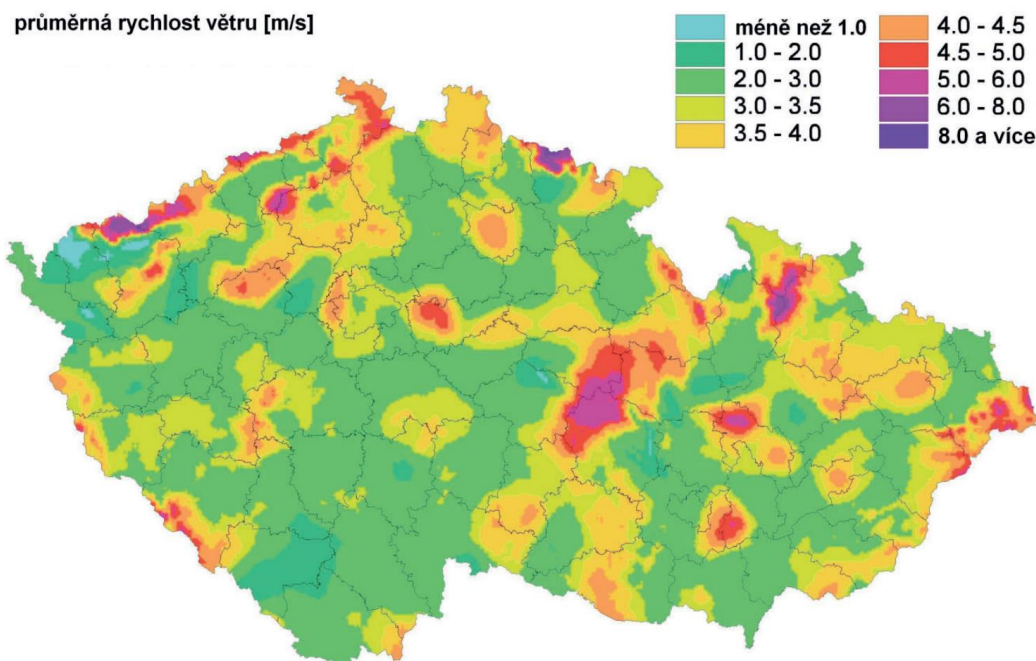 průměrná rychlost větru [m/s]
méně než 1.0
1.0 - 2.0
2.0 - 3.0
3.0 - 3.5
3.5 - 4.0
4.0 - 4.5
4.5 - 5.0
5.0 - 6.0
6.0 - 8.0
8.0 a více